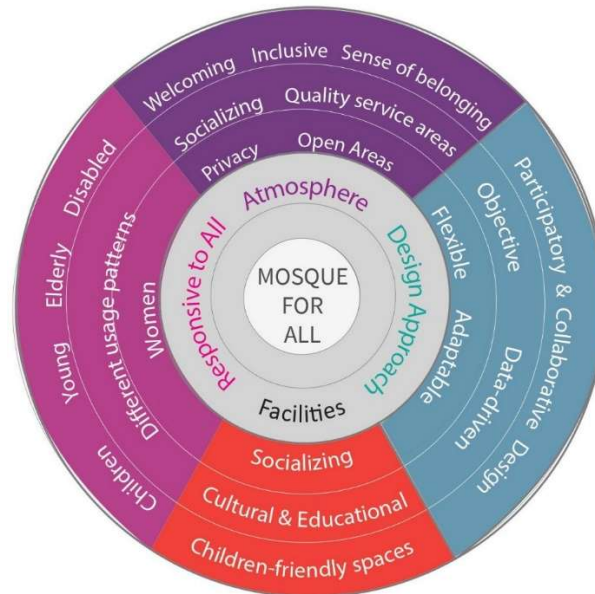 MOSQUE
FOR
ALL
Atmosphere
Design Approach
Facilities
Responsive to All
Welcoming Inclusive Sense of belonging
Socializing Quality service areas
Privacy Open Areas
Participatory & Collaborative Design
Objective Data-driven
Flexible Adaptable
Socializing
Cultural & Educational
Children-friendly spaces
Children Young Elderly Disabled
Different usage patterns
Women